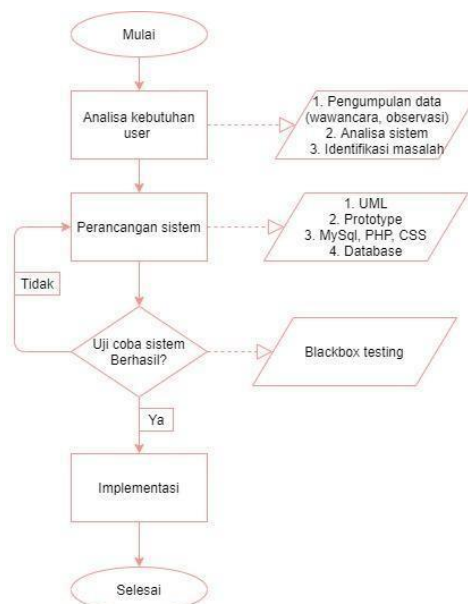 Mulai
Analisa kebutuhan
user
1. Pengumpulan data
(wawancara, observasi)
2. Analisa sistem
3. Identifikasi masalah
Perancangan sistem
1. UML
2. Prototype
3. MySql, PHP, CSS
4. Database
Tidak
Uji coba sistem
Berhasil?
Blackbox testing
Ya
Implementasi
Selesai